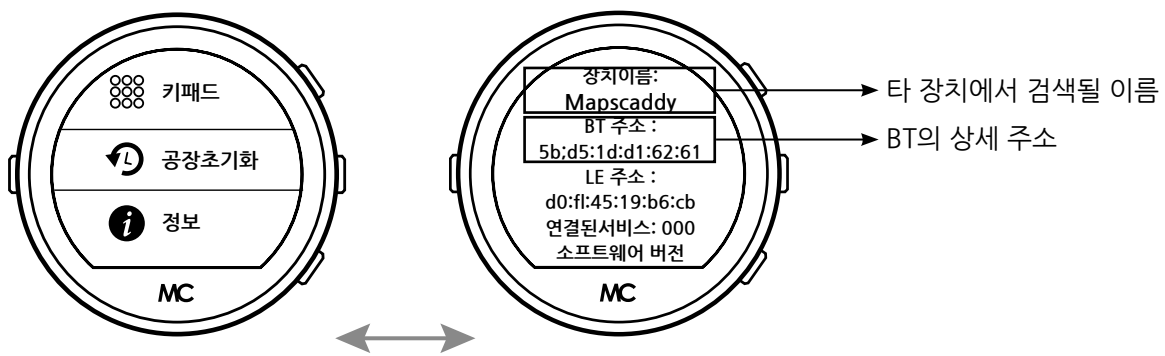 키패드
공장초기화
정보
MC
장치이름:
Mapscaddy
BT 주소 :
5b;d5:1d:d1:62:61
LE 주소 :
d0:fl:45:19:b6:cb
연결된서비스: 000
소프트웨어 버전
MC
타 장치에서 검색될 이름
BT의 상세 주소